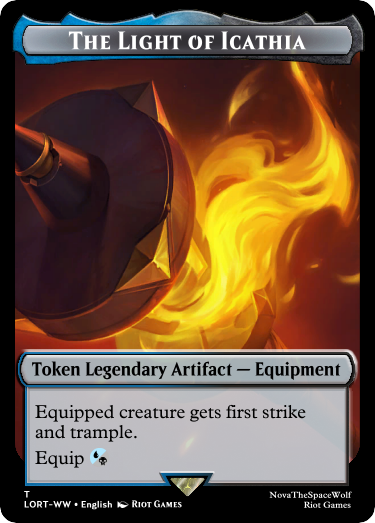 The Light of Icathia
Token Legendary Artifact — Equipment
Equipped creature gets first strike
and trample.
Equip
T
LORT-WW • English Riot Games
NovaTheSpaceWolf
Riot Games